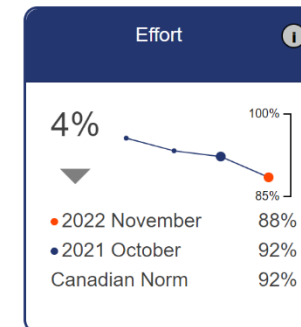 Effort
i
4%
100%
85%
2022 November 88%
2021 October 92%
Canadian Norm 92%